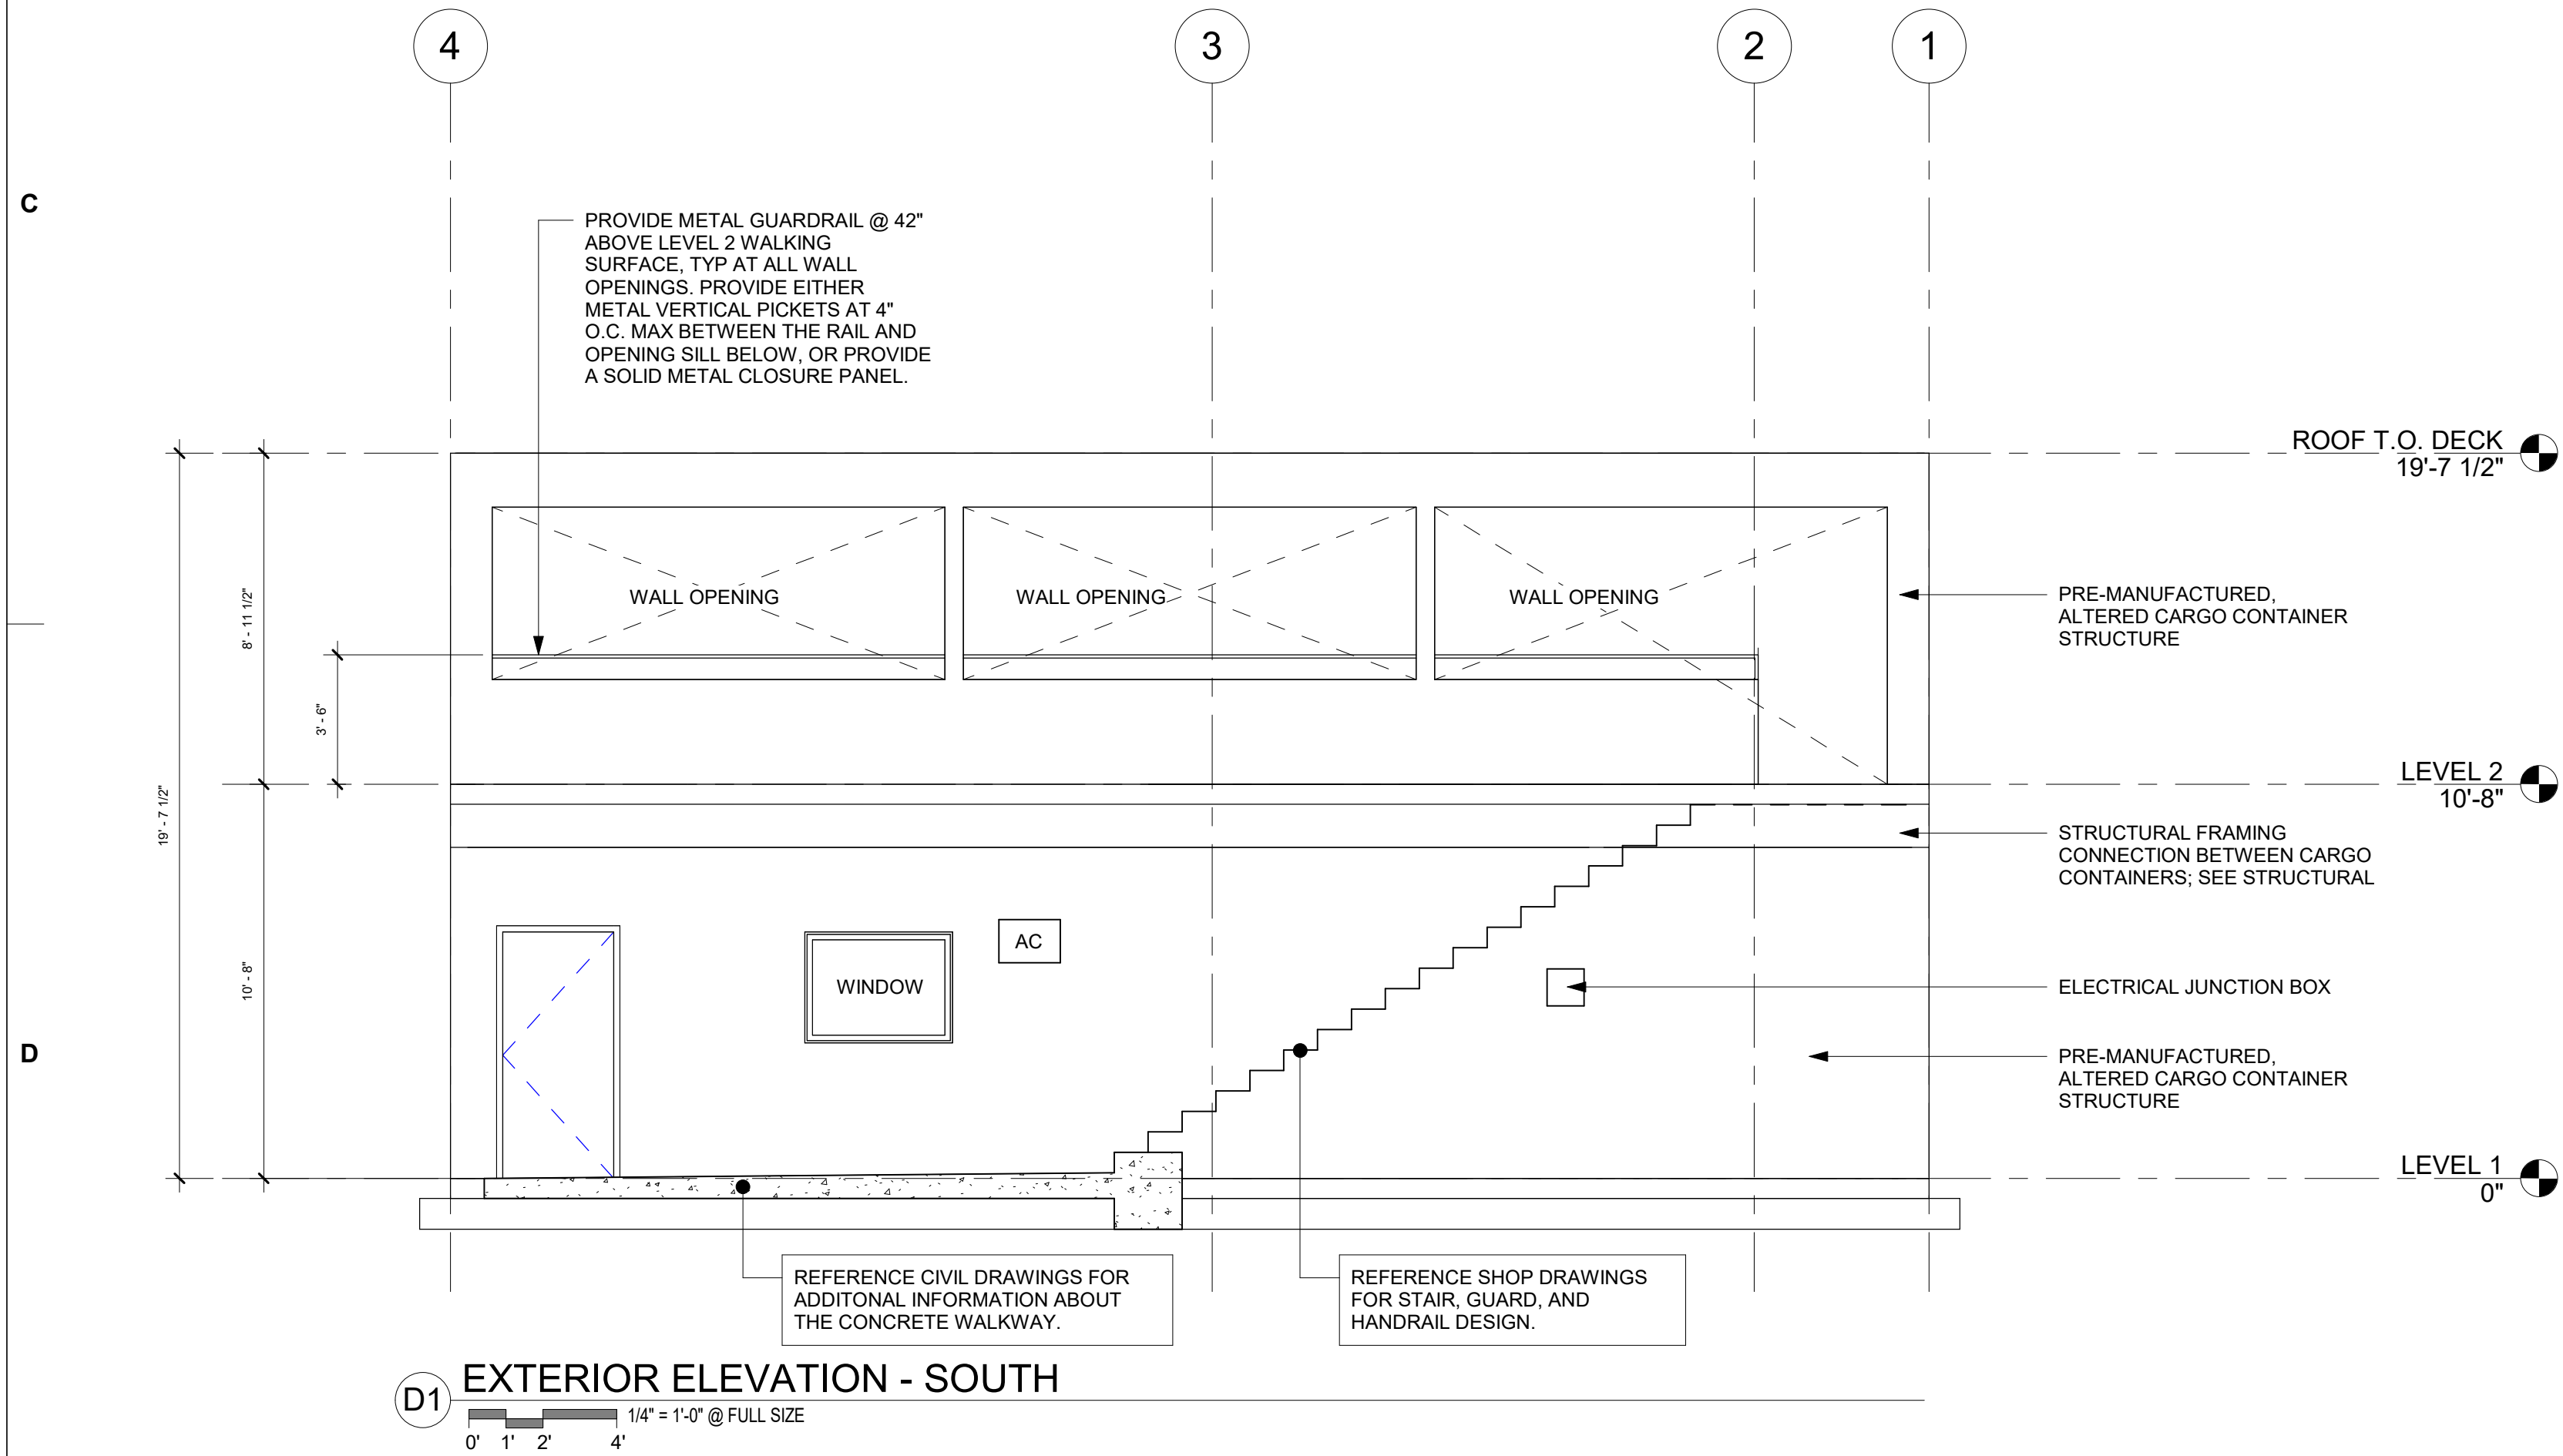 4
3
2
1
C
PROVIDE METAL GUARDRAIL @ 42"
ABOVE LEVEL 2 WALKING
SURFACE, TYP AT ALL WALL
OPENINGS. PROVIDE EITHER
METAL VERTICAL PICKETS AT 4"
O.C. MAX BETWEEN THE RAIL AND
OPENING SILL BELOW, OR PROVIDE
A SOLID METAL CLOSURE PANEL.
ROOF T.O. DECK
19'-7 1/2"
WALL OPENING
WALL OPENING
WALL OPENING
PRE-MANUFACTURED,
ALTERED CARGO CONTAINER
STRUCTURE
8' - 11 1/2"
3' - 6"
19' - 7 1/2"
LEVEL 2
10'-8"
STRUCTURAL FRAMING
CONNECTION BETWEEN CARGO
CONTAINERS; SEE STRUCTURAL
10' - 8"
AC
WINDOW
ELECTRICAL JUNCTION BOX
D
PRE-MANUFACTURED,
ALTERED CARGO CONTAINER
STRUCTURE
LEVEL 1
0"
REFERENCE CIVIL DRAWINGS FOR
ADDITONAL INFORMATION ABOUT
THE CONCRETE WALKWAY.
REFERENCE SHOP DRAWINGS
FOR STAIR, GUARD, AND
HANDRAIL DESIGN.
D1
EXTERIOR ELEVATION - SOUTH
1/4" = 1'-0" @ FULL SIZE
0' 1' 2' 4'